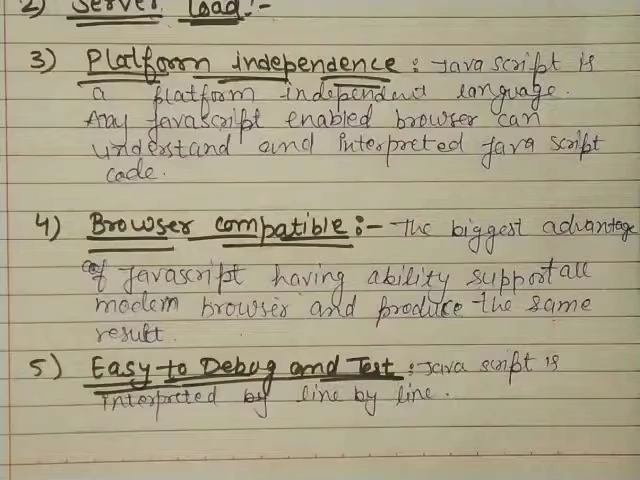 2) Server Load:-
3) Platform independence: Java script is
a platform independent language.
Any Javascript enabled browser can
understand and interpreted Java script
code.
4) Browser compatible:- The biggest advantage
of Javascript having ability support all
modern browser and produce the same
result.
5) Easy to Debug and Test: Java script is
interpreted by line by line.